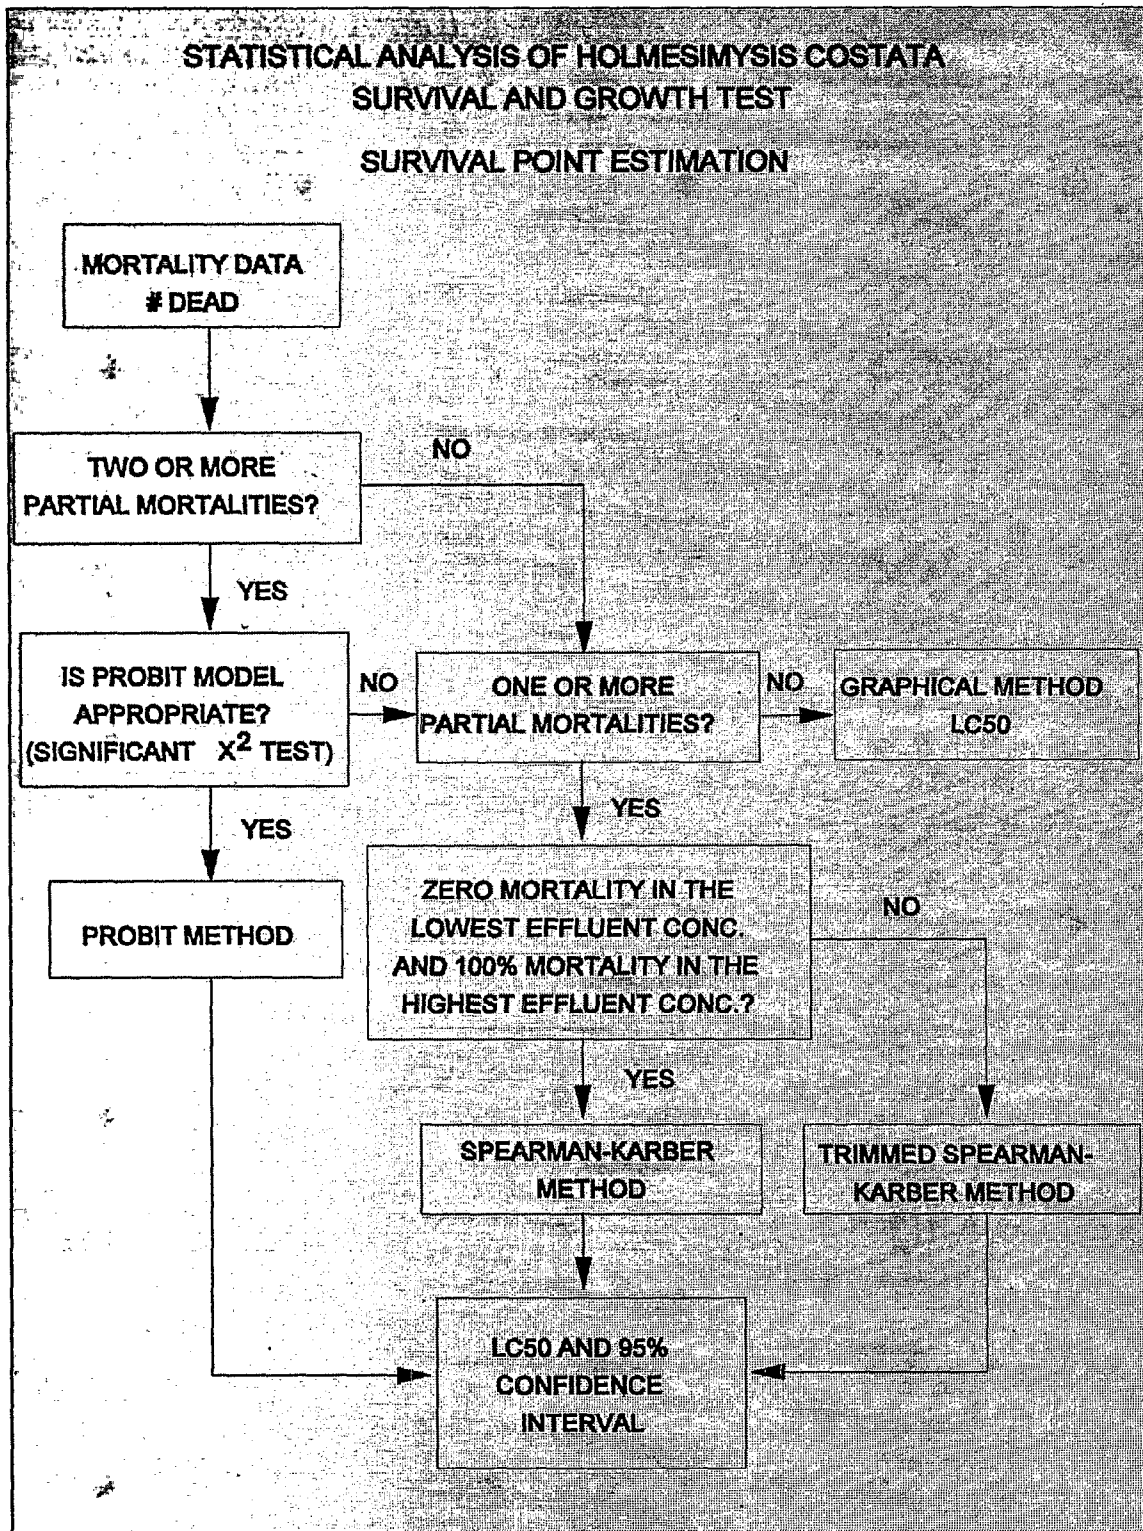 STATISTICAL ANALYSIS OF HOLMESIMYSIS COSTATA
SURVIVAL AND GROWTH TEST
SURVIVAL POINT ESTIMATION
MORTALITY DATA
# DEAD
TWO OR MORE
PARTIAL MORTALITIES?
NO
YES
IS PROBIT MODEL
APPROPRIATE?
(SIGNIFICANT X² TEST)
NO
ONE OR MORE
PARTIAL MORTALITIES?
NO
GRAPHICAL METHOD
LC50
YES
YES
PROBIT METHOD
ZERO MORTALITY IN THE
LOWEST EFFLUENT CONC.
AND 100% MORTALITY IN THE
HIGHEST EFFLUENT CONC.?
NO
YES
SPEARMAN-KARBER
METHOD
TRIMMED SPEARMAN-
KARBER METHOD
LC50 AND 95%
CONFIDENCE
INTERVAL